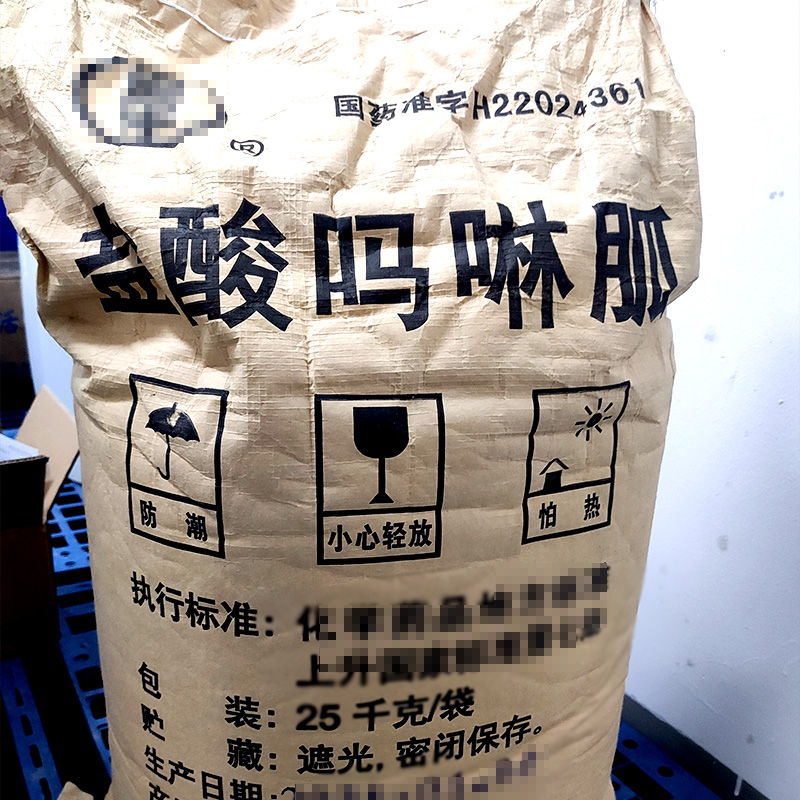 国药准字H22024361
盐酸吗啉胍
防 潮
小心轻放
怕 热
执行标准:
包 装: 25 千克/袋
贮 藏: 遮光, 密闭保存。
生产日期: